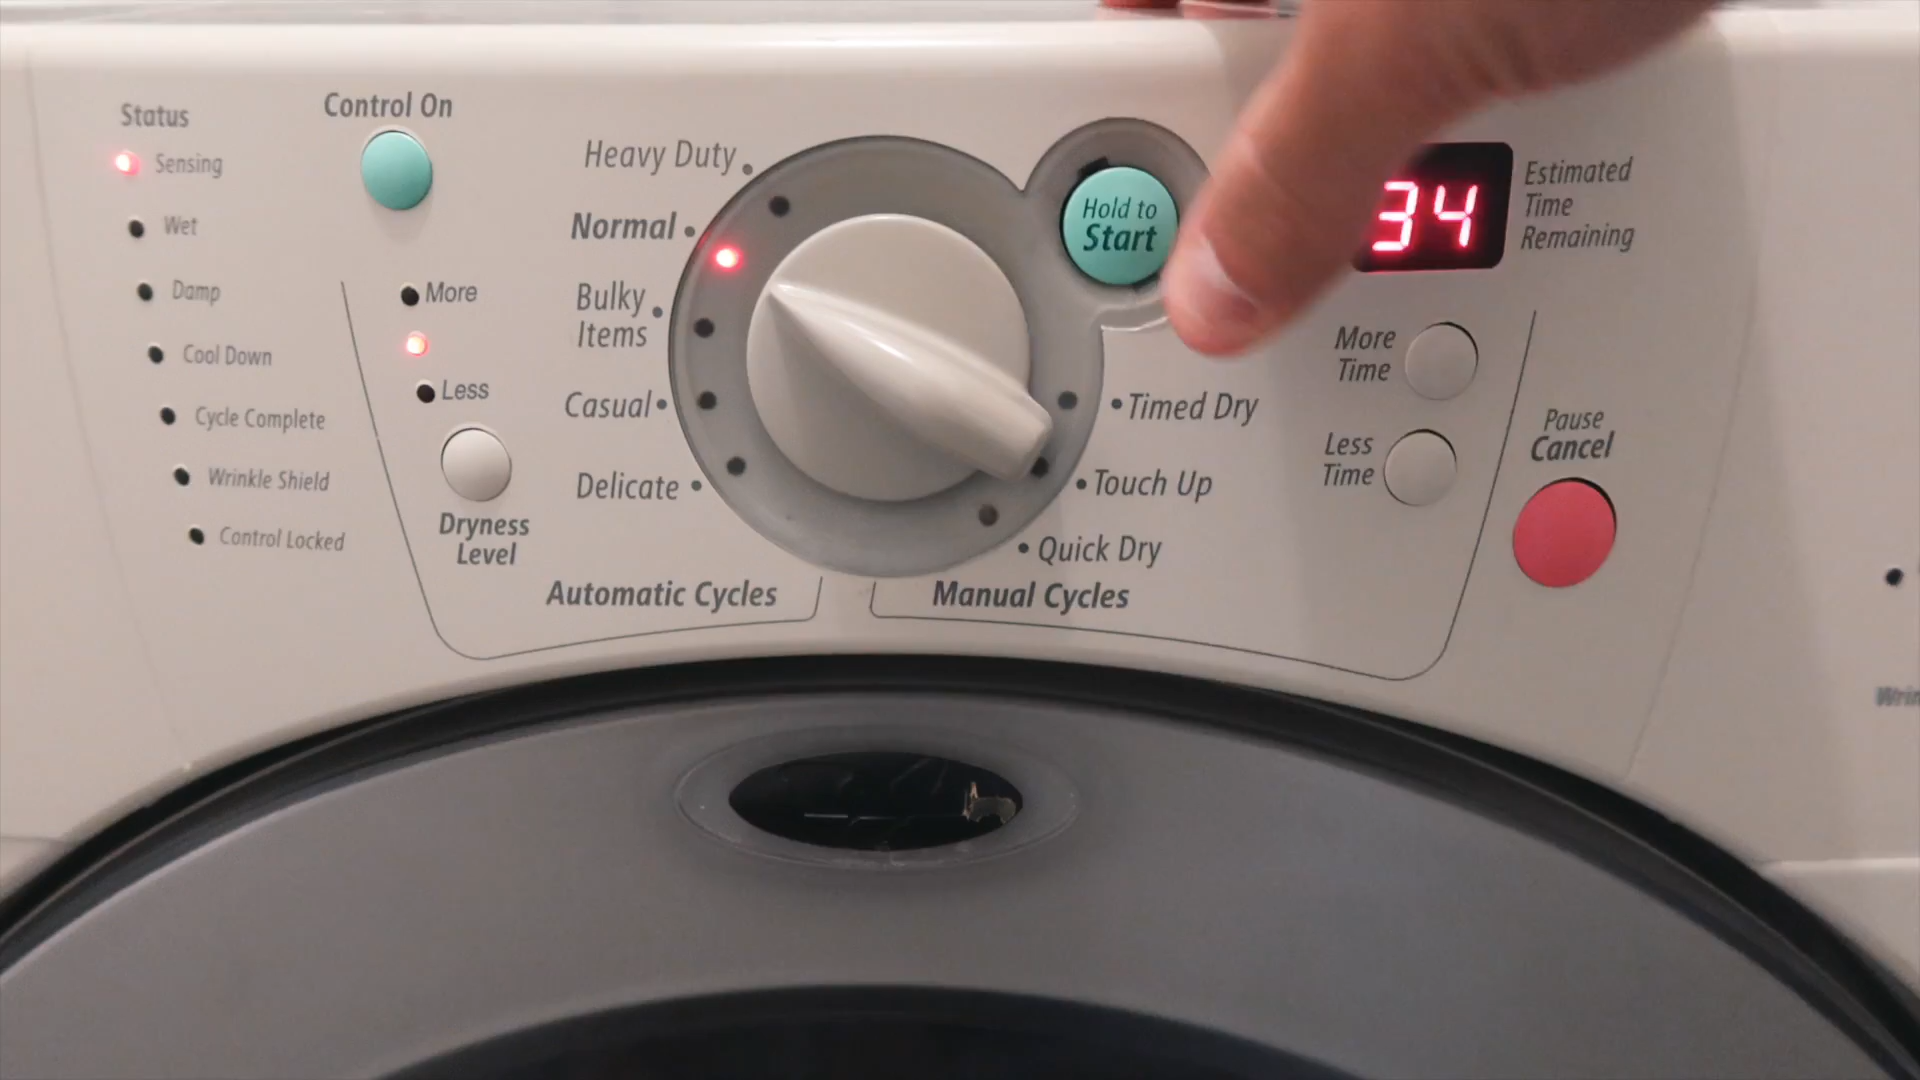 Status
Sensing
Wet
Damp
Cool Down
Cycle Complete
Wrinkle Shield
Control Locked
Control On
More
Less
Dryness
Level
Heavy Duty
Normal
Bulky
Items
Casual
Delicate
Automatic Cycles
Hold to
Start
Timed Dry
Touch Up
Quick Dry
Manual Cycles
34
Estimated
Time
Remaining
More
Time
Less
Time
Pause
Cancel